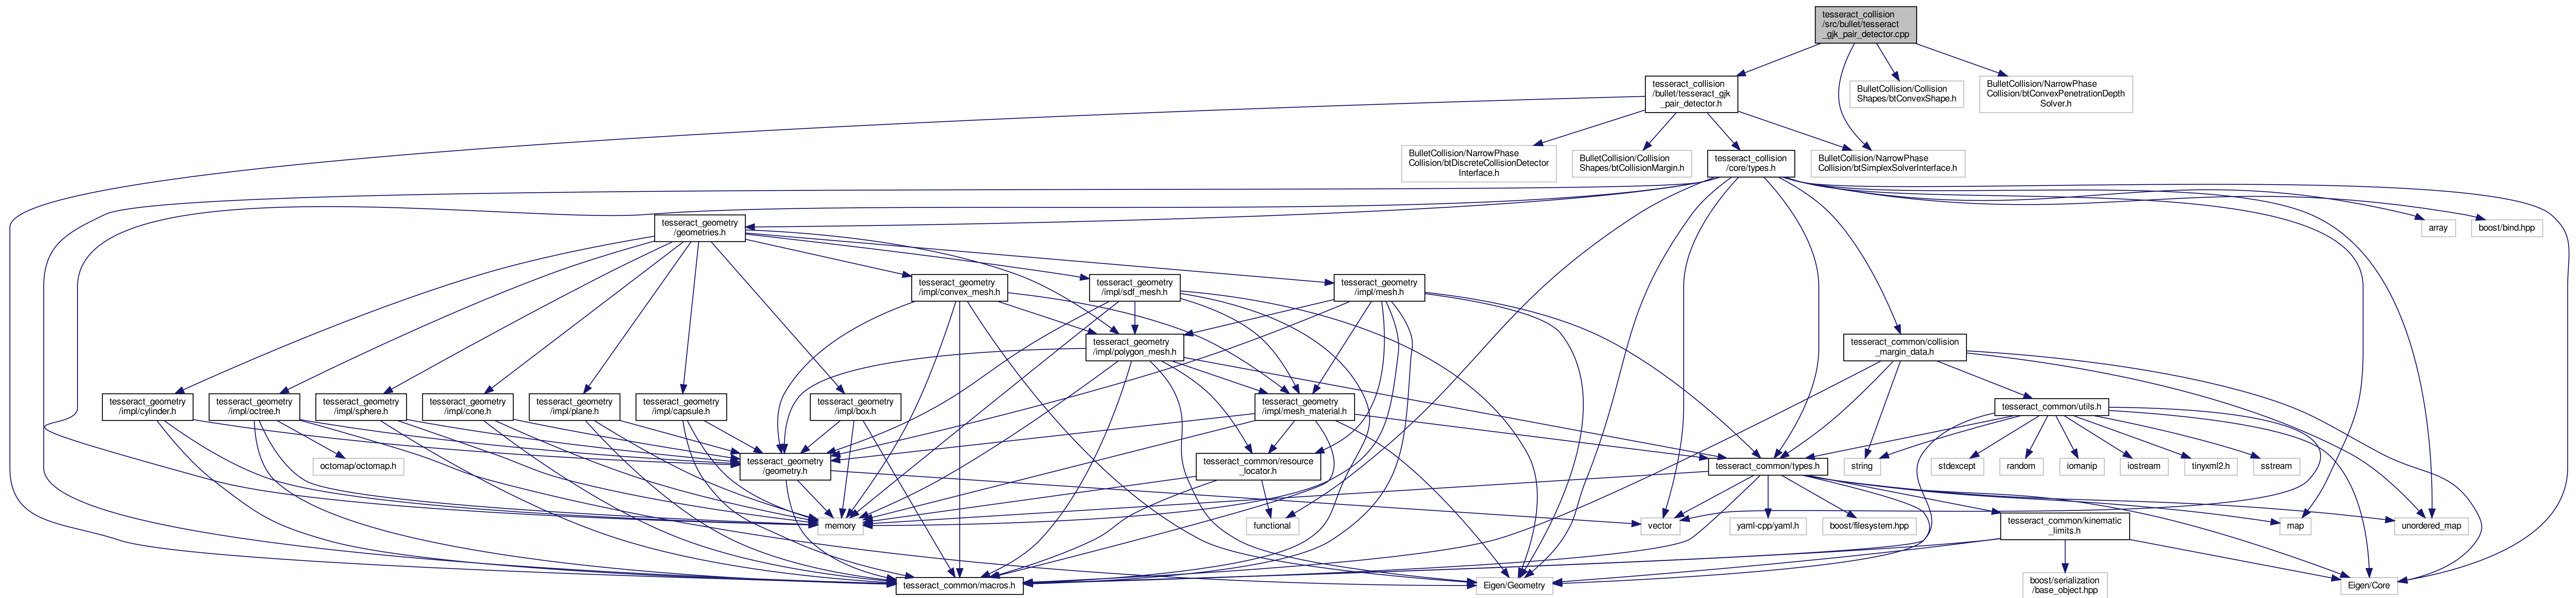 tesseract_collision
/src/bullet/tesseract
_gjk_pair_detector.cpp
tesseract_collision
/bullet/tesseract_gjk
_pair_detector.h
BulletCollision/Collision
Shapes/btConvexShape.h
BulletCollision/NarrowPhase
Collision/btConvexPenetrationDepth
Solver.h
BulletCollision/NarrowPhase
Collision/btDiscreteCollisionDetector
Interface.h
BulletCollision/Collision
Shapes/btCollisionMargin.h
tesseract_collision
/core/types.h
BulletCollision/NarrowPhase
Collision/btSimplexSolverInterface.h
tesseract_geometry
/geometries.h
array
boost/bind.hpp
tesseract_geometry
/impl/convex_mesh.h
tesseract_geometry
/impl/sdf_mesh.h
tesseract_geometry
/impl/mesh.h
tesseract_geometry
/impl/polygon_mesh.h
tesseract_common/collision
_margin_data.h
tesseract_geometry
/impl/cylinder.h
tesseract_geometry
/impl/octree.h
tesseract_geometry
/impl/sphere.h
tesseract_geometry
/impl/cone.h
tesseract_geometry
/impl/plane.h
tesseract_geometry
/impl/capsule.h
tesseract_geometry
/impl/box.h
tesseract_geometry
/impl/mesh_material.h
tesseract_common/utils.h
octomap/octomap.h
tesseract_geometry
/geometry.h
tesseract_common/resource
_locator.h
tesseract_common/types.h
string
stdexcept
random
iomanip
iostream
tinyxml2.h
sstream
memory
functional
vector
yaml-cpp/yaml.h
boost/filesystem.hpp
tesseract_common/kinematic
_limits.h
map
unordered_map
tesseract_common/macros.h
Eigen/Geometry
boost/serialization
/base_object.hpp
Eigen/Core